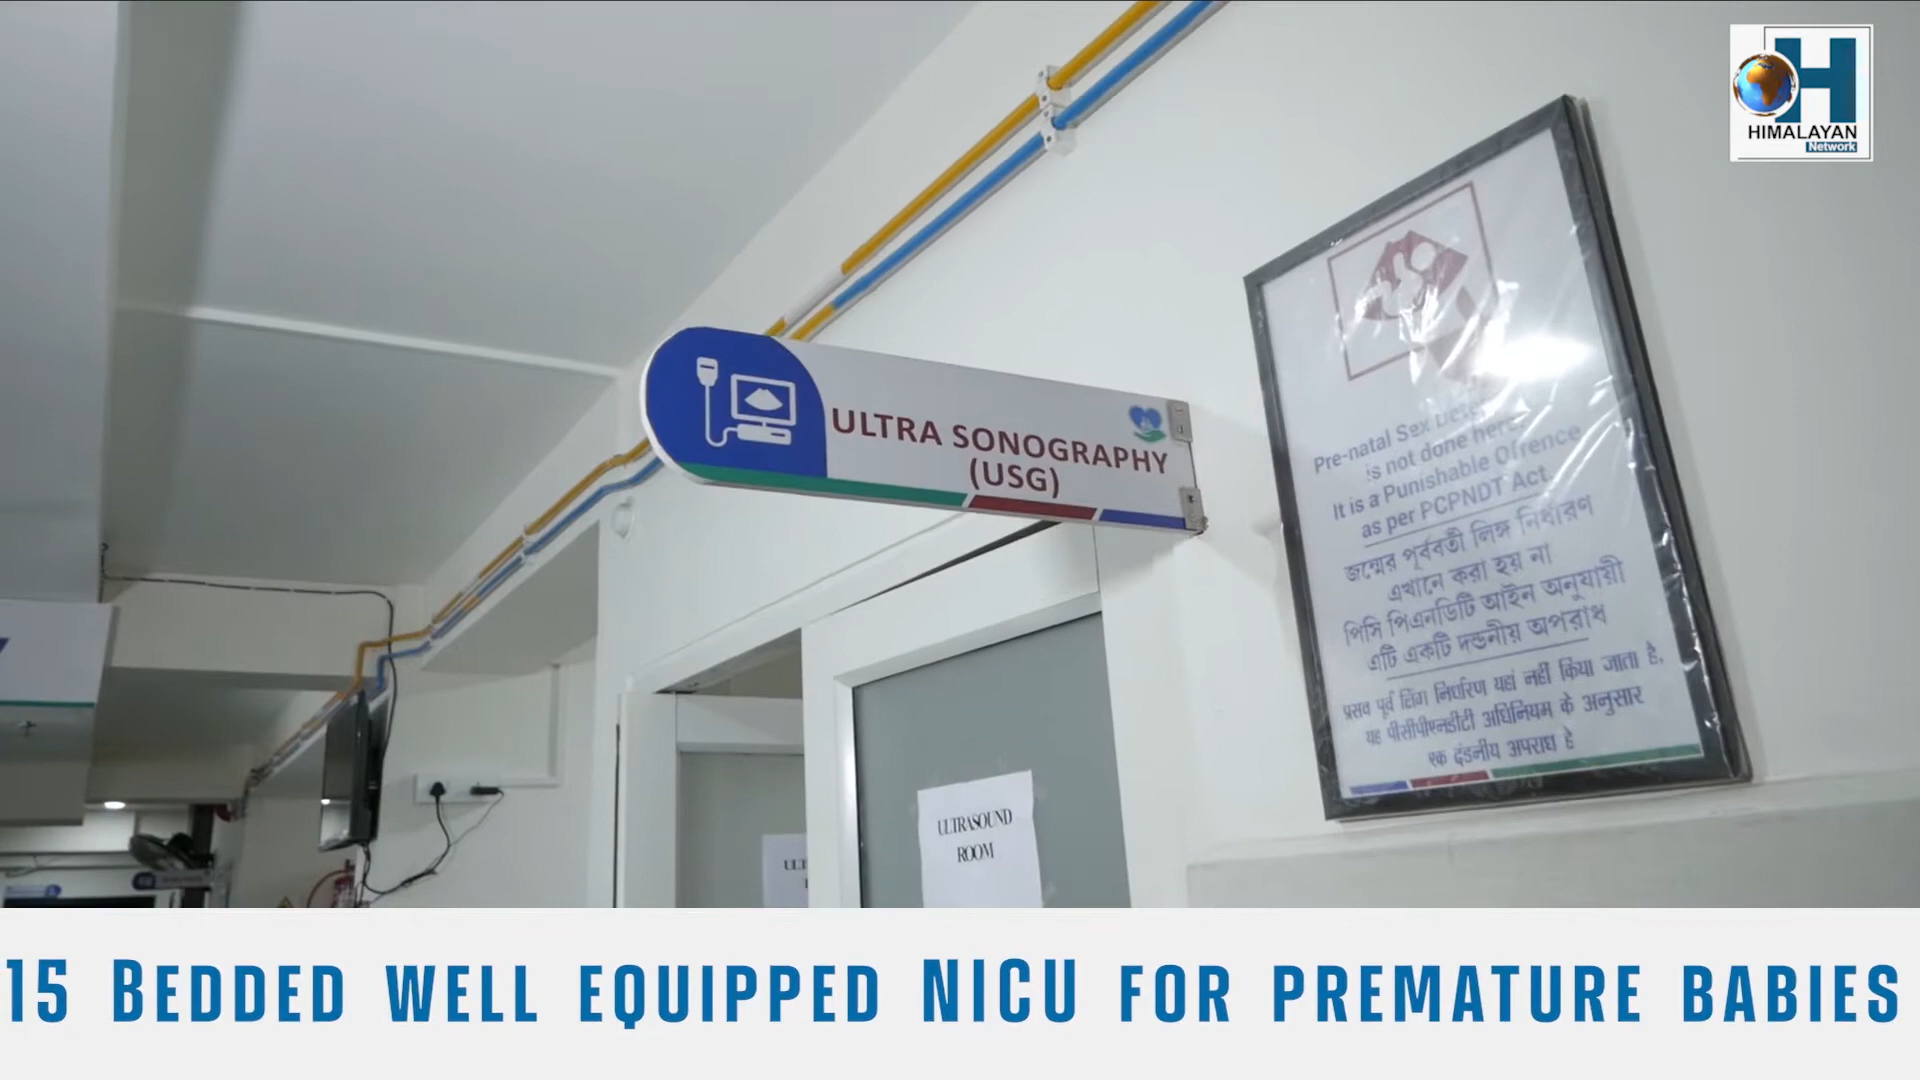 HIMALAYAN
Network
ULTRA SONOGRAPHY
(USG)
Pre-natal Sex
is not done here
It is a Punishable Ofrence
as per PCPNDT Act.
জন্মের পূর্ববর্তী লিঙ্গ নির্ধারণ
এখানে করা হয় না
পিসি পিএনডিটি আইন অনুযায়ী
এটি একটি দন্ডনীয় অপরাধ
प्रसव पूर्व लिंग निर्धारण यहां नहीं किया जाता है,
यह पीसीपीएनडीटी अधिनियम के अनुसार
एक दंडनीय अपराध है
ULTRASOUND
ROOM
15 BEDDED WELL EQUIPPED NICU FOR PREMATURE BABIES